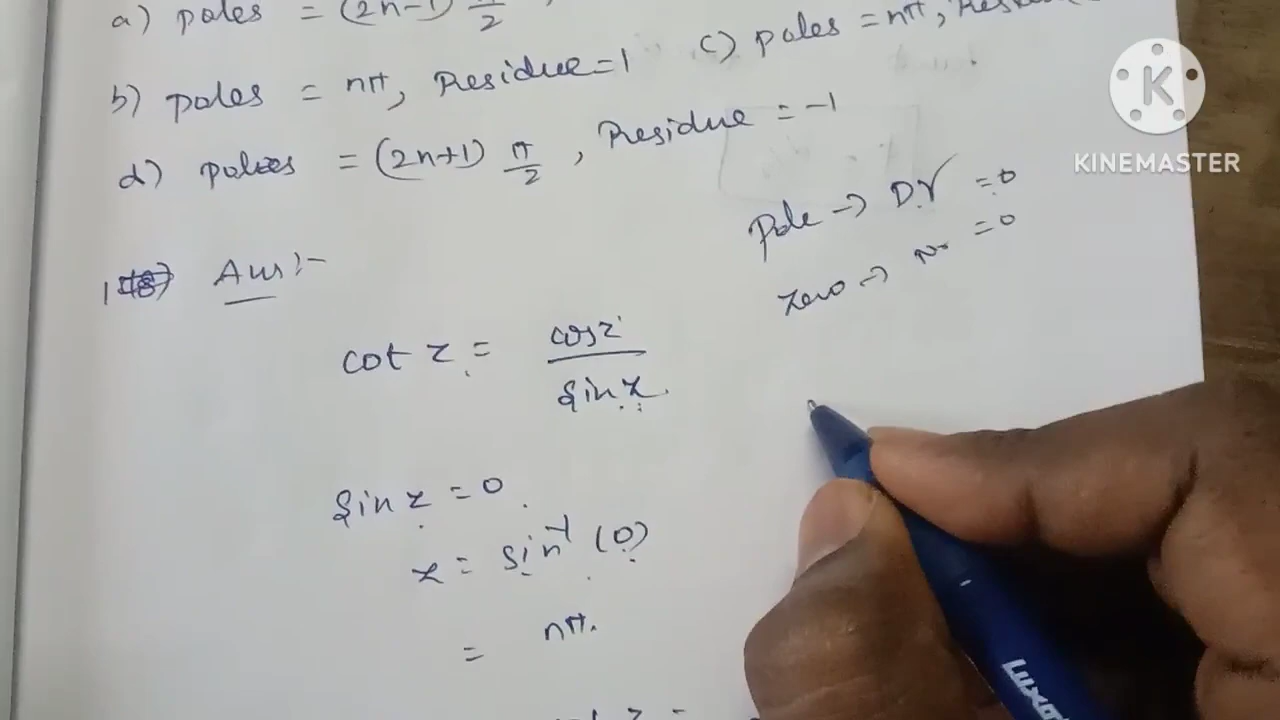 a) poles = (2n-1) π/2
b) poles = nπ, Residue=1
c) poles = nπ,
d) poles = (2n+1) π/2, Residue = -1
Pole → Dr = 0
Zero → Nr = 0
Ans:-
cot z = cos z / sin z
sin z = 0
z = sin⁻¹ (0)
= nπ.
K
KINEMASTER
Luxo